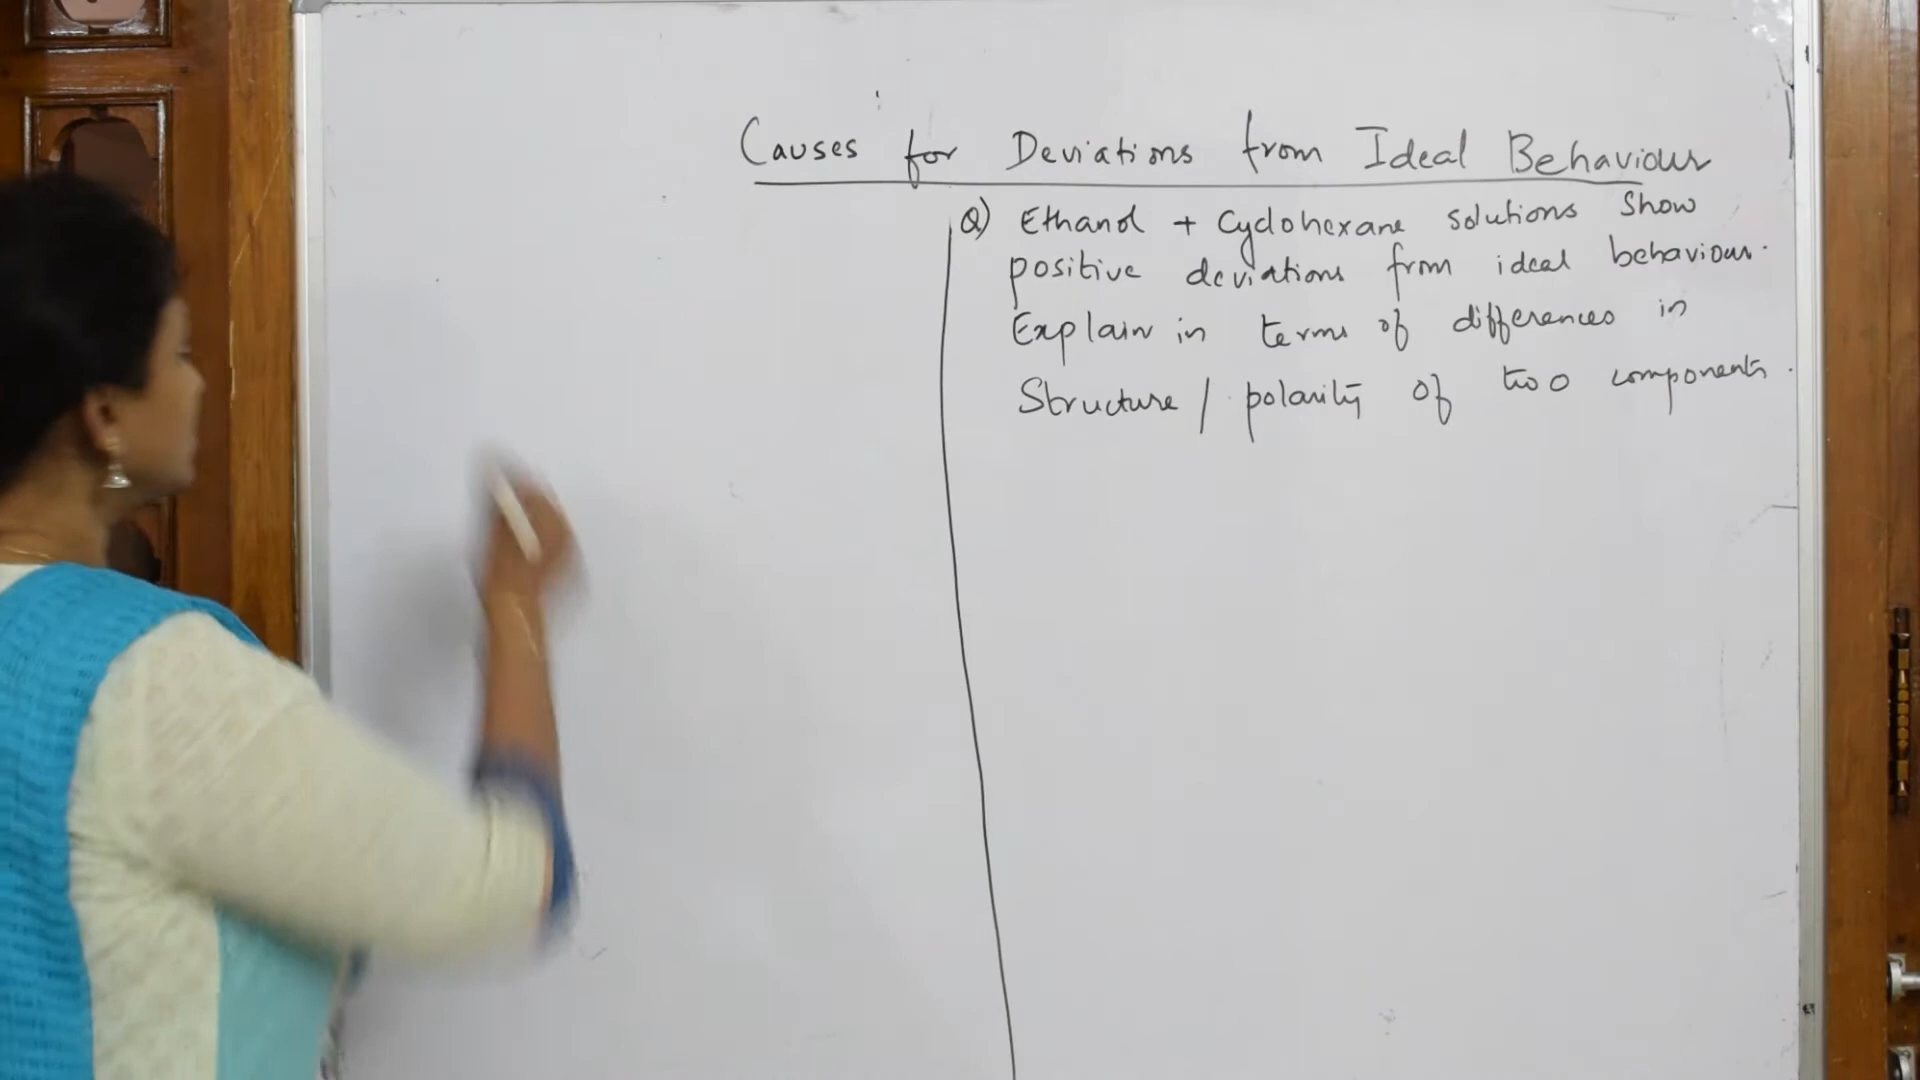 Causes for Deviations from Ideal Behaviour
Q) Ethanol + Cyclohexane solutions show
positive deviations from ideal behaviour.
Explain in terms of differences in
Structure / polarity of two components.